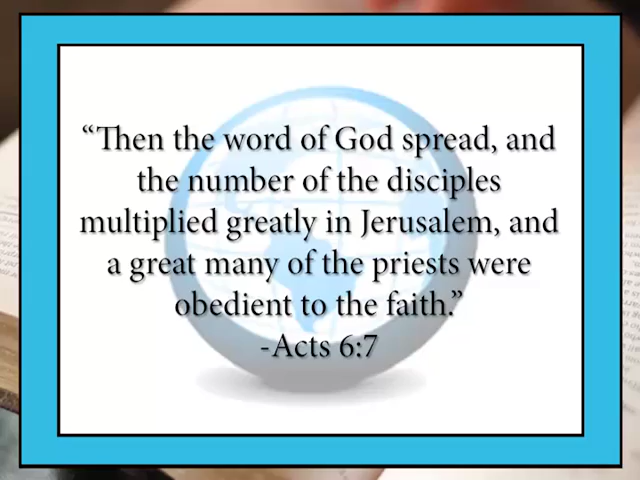 “Then the word of God spread, and
the number of the disciples
multiplied greatly in Jerusalem, and
a great many of the priests were
obedient to the faith.”
-Acts 6:7